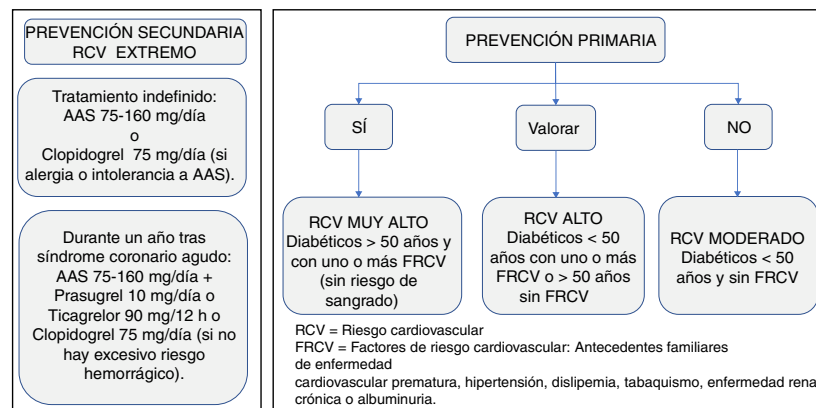 PREVENCIÓN SECUNDARIA
RCV EXTREMO
Tratamiento indefinido:
AAS 75-160 mg/día
o
Clopidogrel 75 mg/día (si
alergia o intolerancia a AAS).
Durante un año tras
síndrome coronario agudo:
AAS 75-160 mg/día +
Prasugrel 10 mg/día o
Ticagrelor 90 mg/12 h o
Clopidogrel 75 mg/día (si no
hay excesivo riesgo
hemorrágico).
PREVENCIÓN PRIMARIA
SÍ
Valorar
NO
RCV MUY ALTO
Diabéticos > 50 años y
con uno o más FRCV
(sin riesgo de
sangrado)
RCV ALTO
Diabéticos < 50
años con uno o más
FRCV o > 50 años
sin FRCV
RCV MODERADO
Diabéticos < 50
años y sin FRCV
RCV = Riesgo cardiovascular
FRCV = Factores de riesgo cardiovascular: Antecedentes familiares
de enfermedad
cardiovascular prematura, hipertensión, dislipemia, tabaquismo, enfermedad rena
crónica o albuminuria.